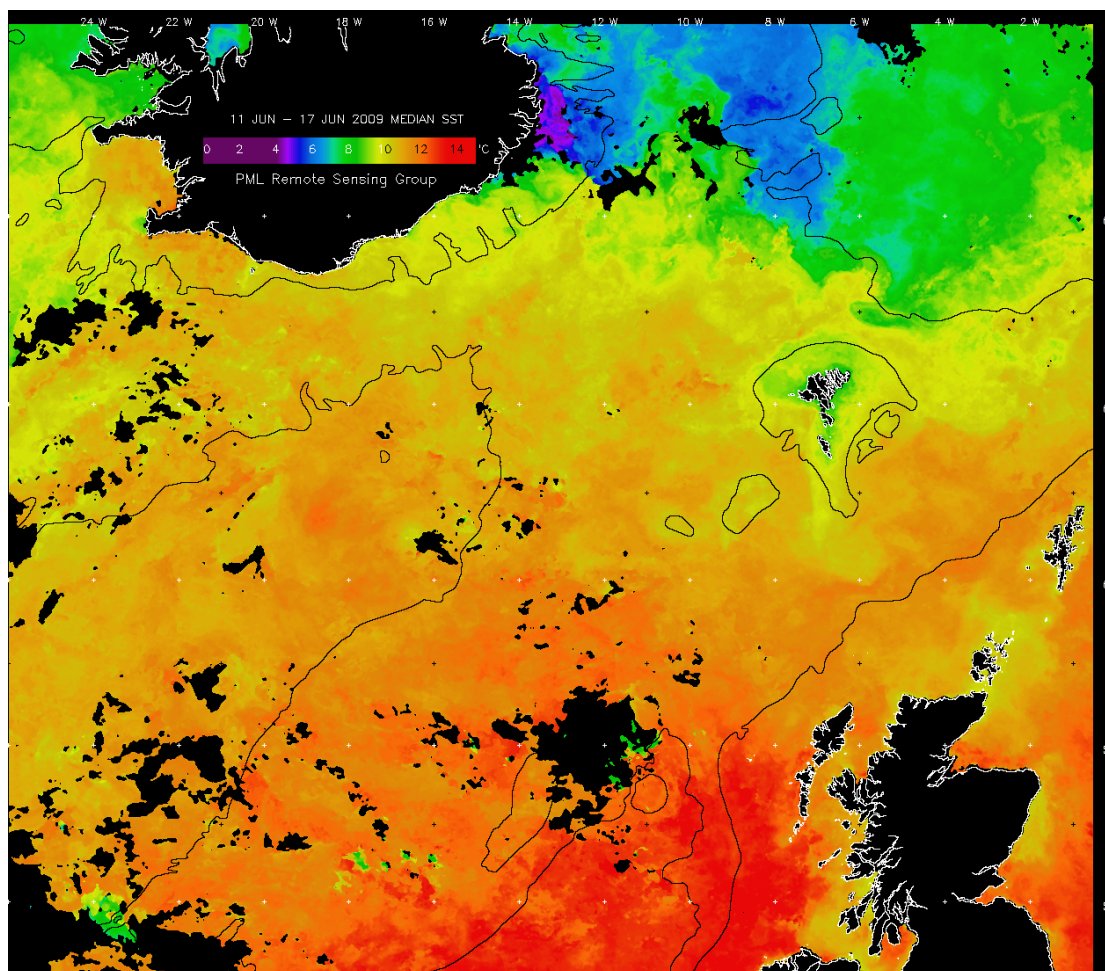 24 W 22 W 20 W 18 W 16 W 14 W 12 W 10 W 8 W 6 W 4 W 2 W
11 JUN – 17 JUN 2009 MEDIAN SST
0 2 4 6 8 10 12 14 °C
PML Remote Sensing Group